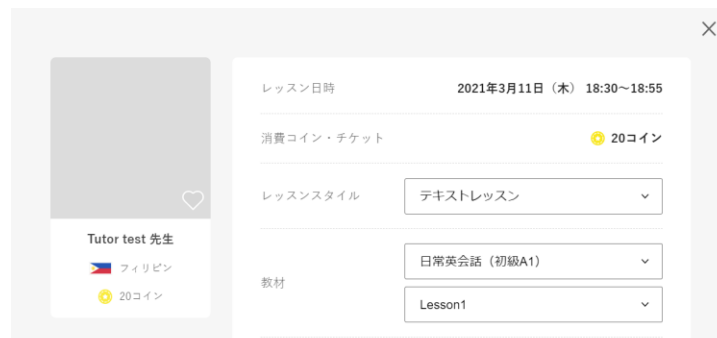 Tutor test 先生
フィリピン
20コイン
レッスン日時
2021年3月11日（木） 18:30〜18:55
消費コイン・チケット
20コイン
レッスンスタイル
テキストレッスン
教材
日常英会話（初級A1）
Lesson1